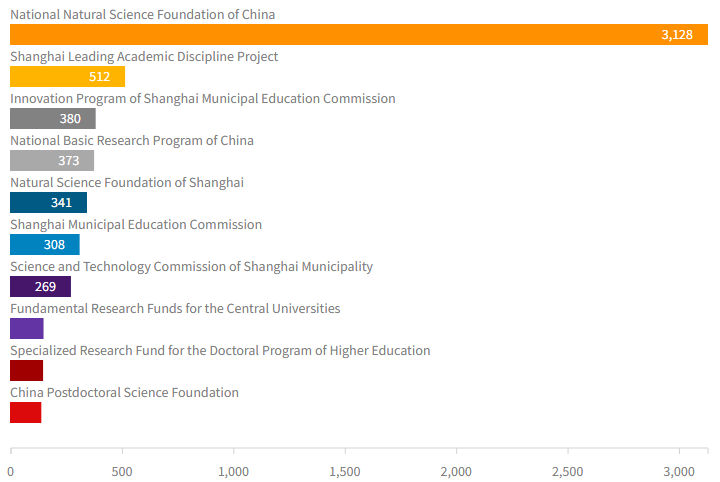 National Natural Science Foundation of China
3,128
Shanghai Leading Academic Discipline Project
512
Innovation Program of Shanghai Municipal Education Commission
380
National Basic Research Program of China
373
Natural Science Foundation of Shanghai
341
Shanghai Municipal Education Commission
308
Science and Technology Commission of Shanghai Municipality
269
Fundamental Research Funds for the Central Universities
Specialized Research Fund for the Doctoral Program of Higher Education
China Postdoctoral Science Foundation
0 500 1,000 1,500 2,000 2,500 3,000